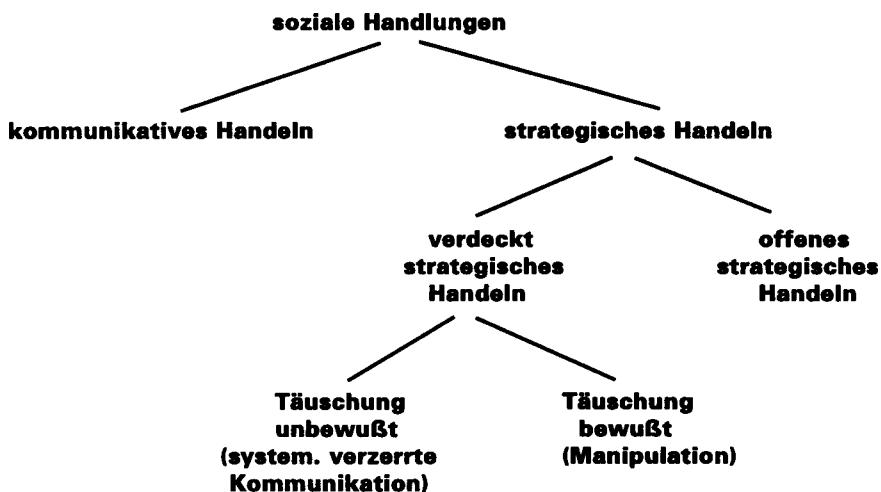 soziale Handlungen
kommunikatives Handeln
strategisches Handeln
verdeckt
strategisches
Handeln
offenes
strategisches
Handeln
Täuschung
unbewußt
(system. verzerrte
Kommunikation)
Täuschung
bewußt
(Manipulation)